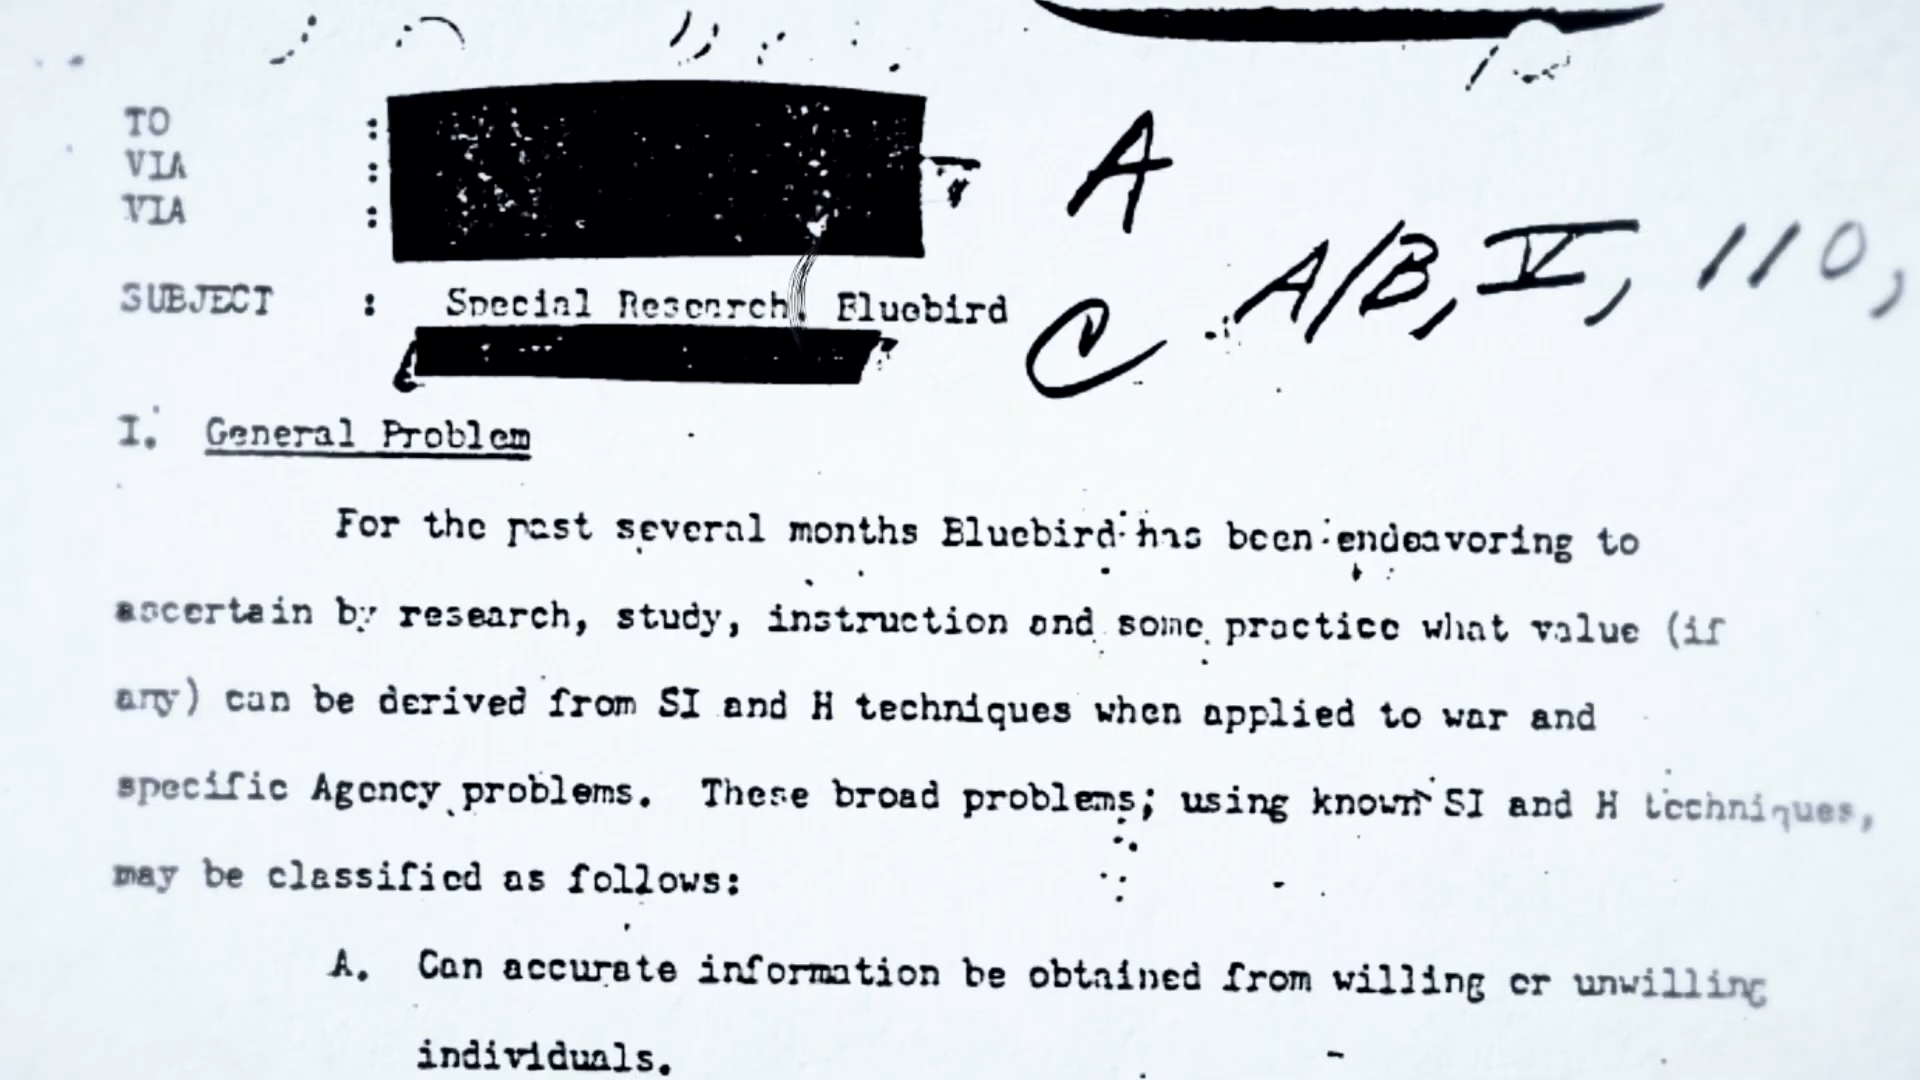 TO :
VIA :
VIA :
A
A/B, V, 110,
SUBJECT : Special Research, Bluebird
C
I. General Problem
For the past several months Bluebird has been endeavoring to
ascertain by research, study, instruction and some practice what value (if
any) can be derived from SI and H techniques when applied to war and
specific Agency problems. These broad problems; using known SI and H techniques,
may be classified as follows:
A. Can accurate information be obtained from willing or unwilling
individuals.